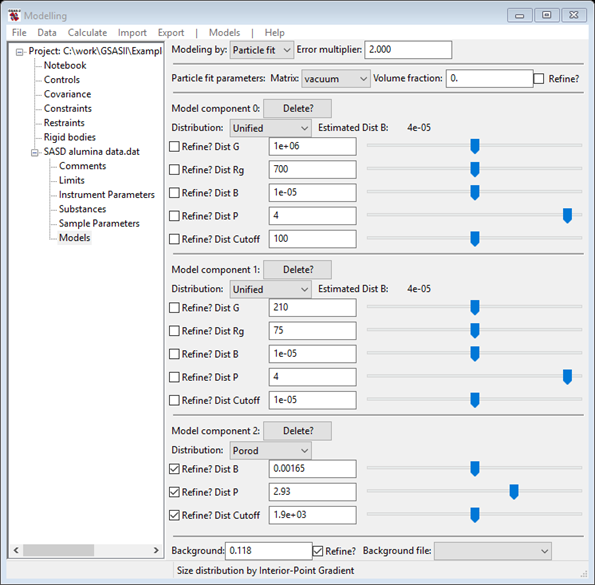 Modelling
File Data Calculate Import Export Models Help
Project: C:\work\GSASII\Exampl
Notebook
Controls
Covariance
Constraints
Restraints
Rigid bodies
SASD alumina data.dat
Comments
Limits
Instrument Parameters
Substances
Sample Parameters
Models
Modeling by: Particle fit Error multiplier: 2.000
Particle fit parameters: Matrix: vacuum Volume fraction: 0. Refine?
Model component 0: Delete?
Distribution: Unified Estimated Dist B: 4e-05
Refine? Dist G 1e+06
Refine? Dist Rg 700
Refine? Dist B 1e-05
Refine? Dist P 4
Refine? Dist Cutoff 100
Model component 1: Delete?
Distribution: Unified Estimated Dist B: 4e-05
Refine? Dist G 210
Refine? Dist Rg 75
Refine? Dist B 1e-05
Refine? Dist P 4
Refine? Dist Cutoff 1e-05
Model component 2: Delete?
Distribution: Porod
Refine? Dist B 0.00165
Refine? Dist P 2.93
Refine? Dist Cutoff 1.9e+03
Background: 0.118 Refine? Background file:
Size distribution by Interior-Point Gradient